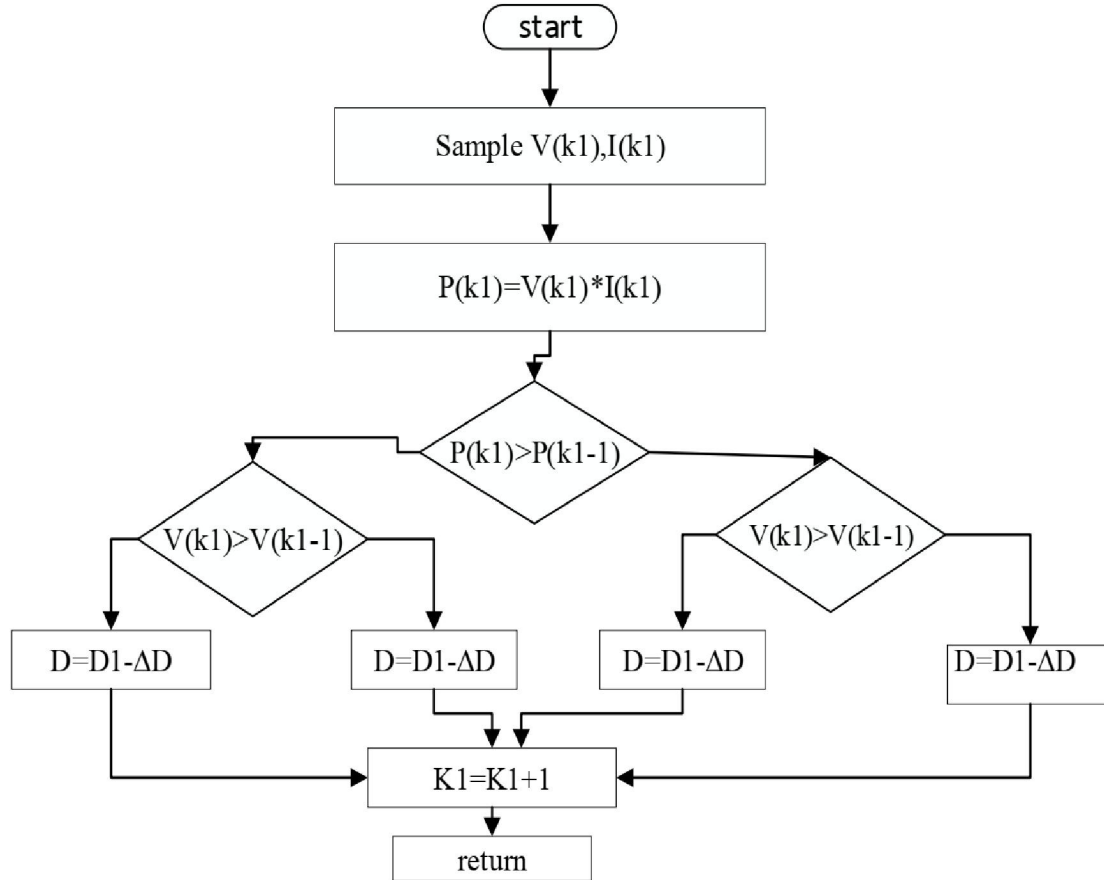 start
Sample V(k1),I(k1)
P(k1)=V(k1)*I(k1)
P(k1)>P(k1-1)
V(k1)>V(k1-1)
V(k1)>V(k1-1)
D=D1-ΔD
D=D1-ΔD
D=D1-ΔD
D=D1-ΔD
K1=K1+1
return